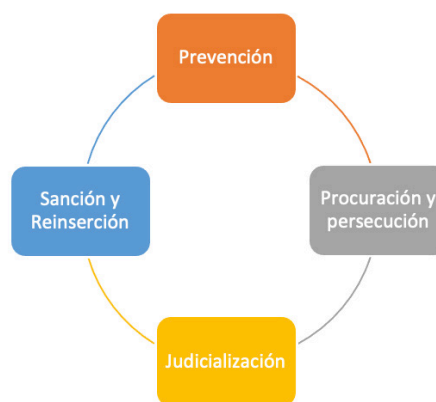 Prevención
Procuración y
persecución
Judicialización
Sanción y
Reinserción